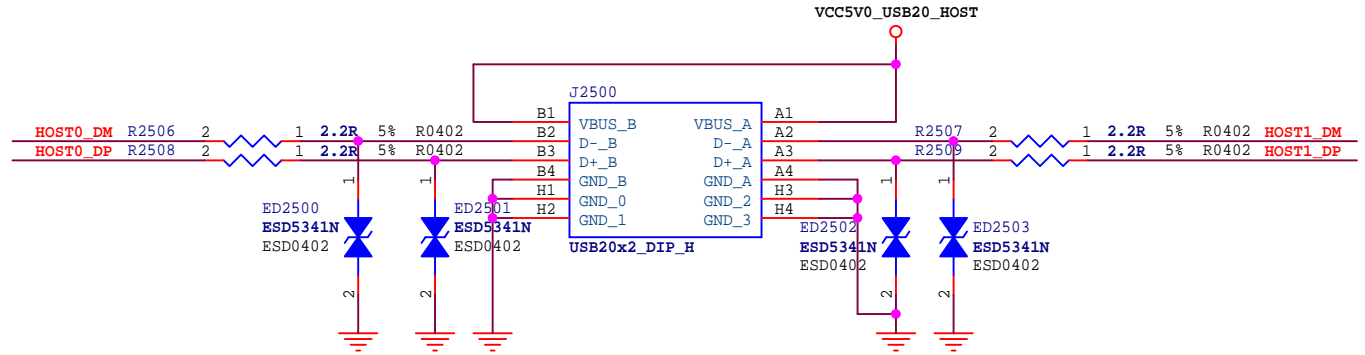 VCC5V0_USB20_HOST
J2500
HOST0_DM R2506 2 1 2.2R 5% R0402 B1 VBUS_B VBUS_A A1
HOST0_DP R2508 2 1 2.2R 5% R0402 B2 D-_B D-_A A2 R2507 2 1 2.2R 5% R0402 HOST1_DM
B3 D+_B D+_A A3 R2509 2 1 2.2R 5% R0402 HOST1_DP
B4 GND_B GND_A A4
1 1 H1 GND_0 GND_2 H3 1 1
H2 GND_1 GND_3 H4
USB20x2_DIP_H
ED2500 ED2501 ED2502 ED2503
ESD5341N ESD5341N ESD5341N ESD5341N
ESD0402 ESD0402 ESD0402 ESD0402
2 2 2 2